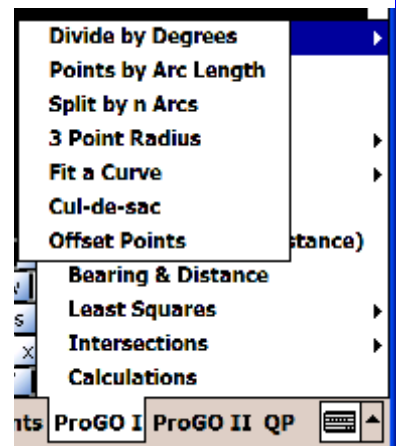 Divide by Degrees
Points by Arc Length
Split by n Arcs
3 Point Radius
Fit a Curve
Cul-de-sac
Offset Points
stance)
Bearing & Distance
Least Squares
Intersections
Calculations
s
x
nts ProGO I ProGO II QP